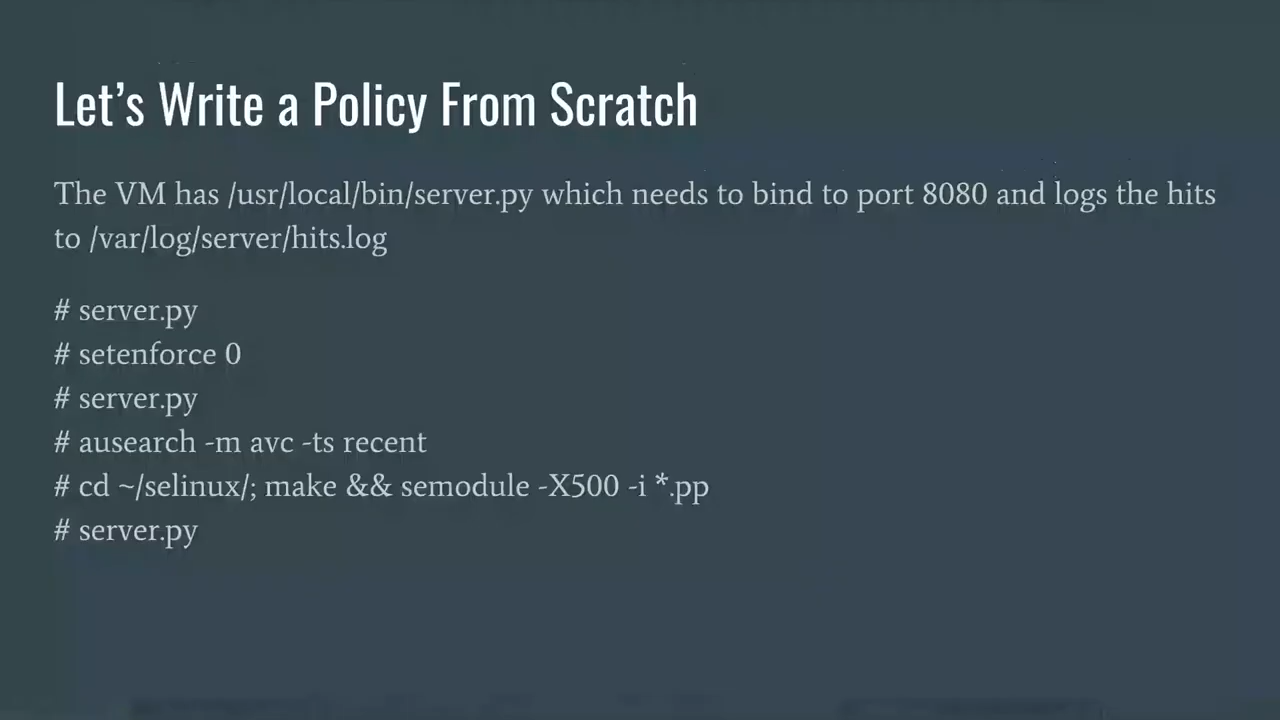 Let’s Write a Policy From Scratch
The VM has /usr/local/bin/server.py which needs to bind to port 8080 and logs the hits
to /var/log/server/hits.log
# server.py
# setenforce 0
# server.py
# ausearch -m avc -ts recent
# cd ~/selinux/; make && semodule -X500 -i *.pp
# server.py